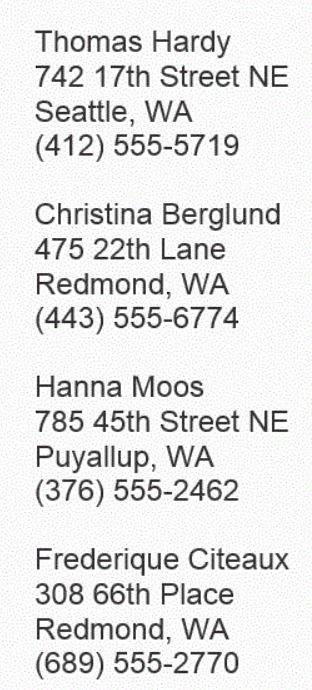 Thomas Hardy
742 17th Street NE
Seattle, WA
(412) 555-5719
Christina Berglund
475 22th Lane
Redmond, WA
(443) 555-6774
Hanna Moos
785 45th Street NE
Puyallup, WA
(376) 555-2462
Frederique Citeaux
308 66th Place
Redmond, WA
(689) 555-2770